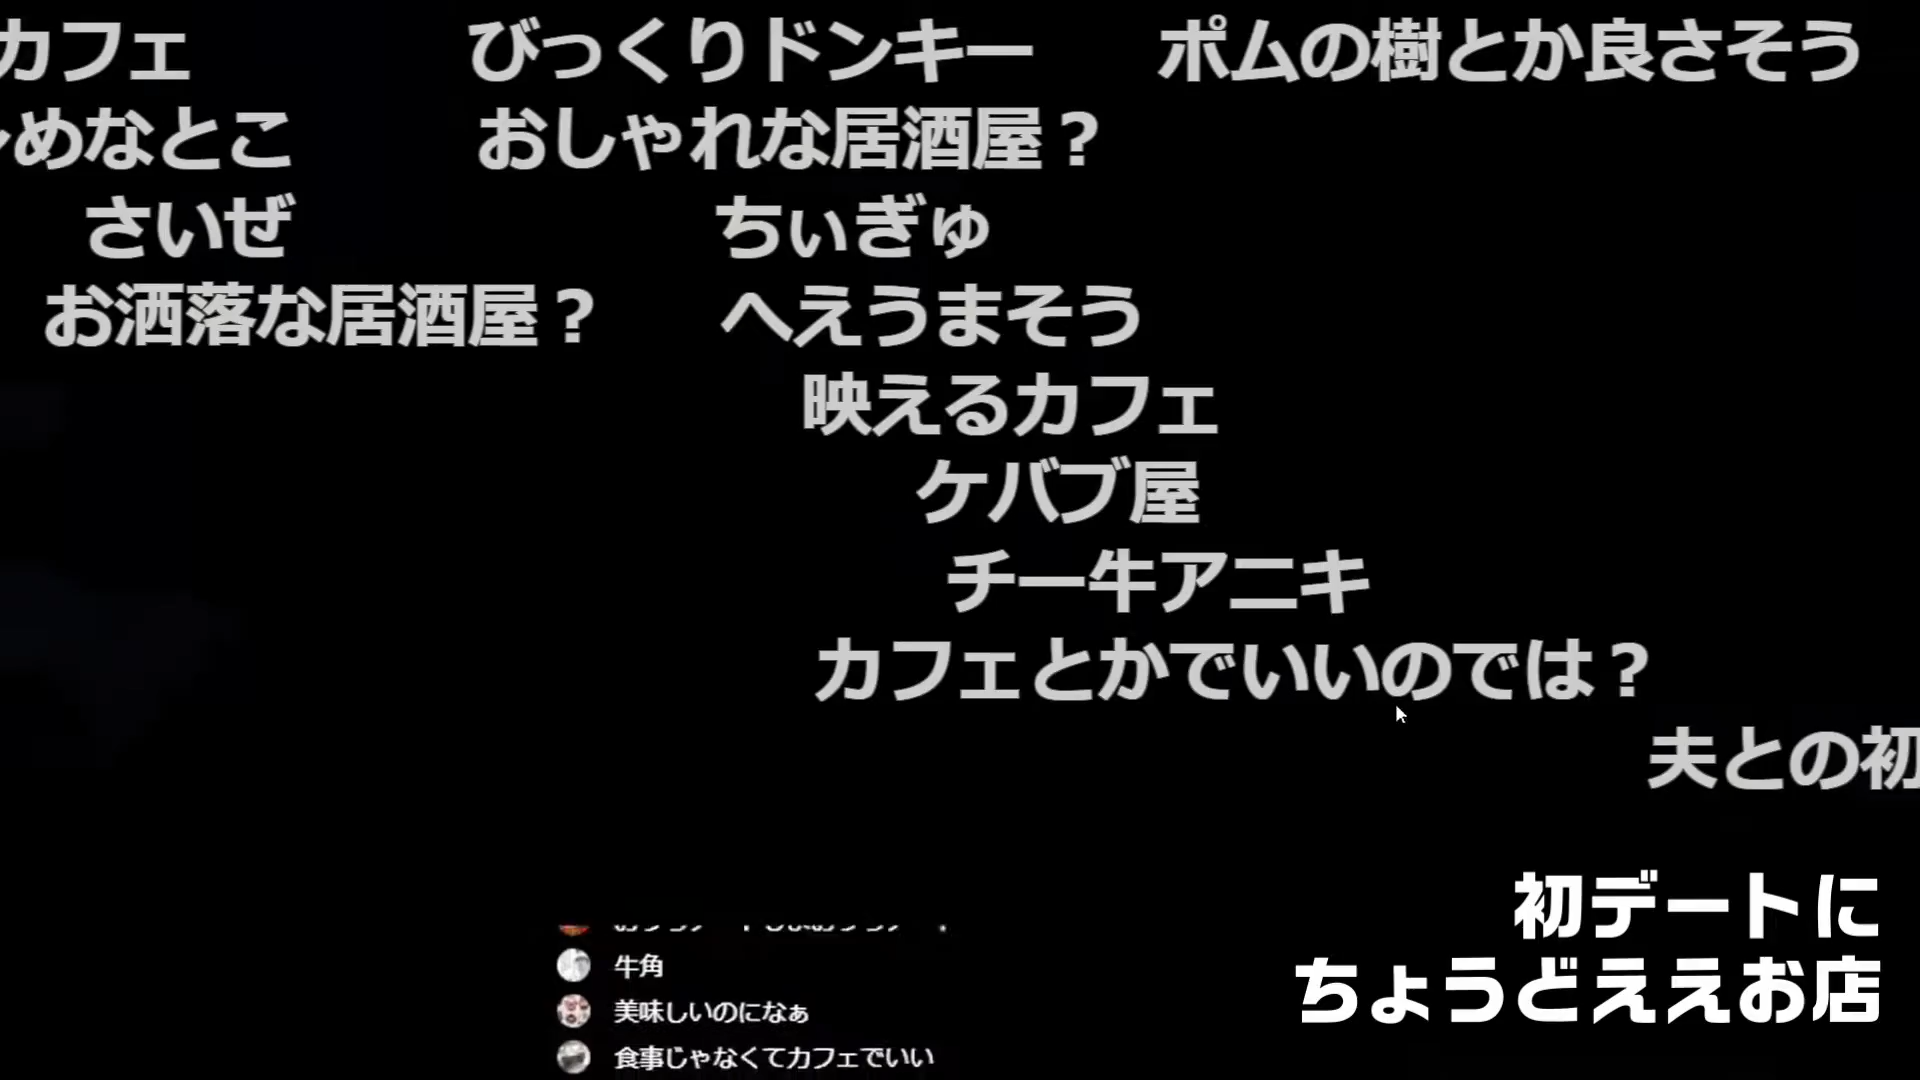 カフェ
びっくりドンキー
ポムの樹とか良さそう
めなとこ
おしゃれな居酒屋？
さいぜ
ちぃぎゅ
お洒落な居酒屋？
へえうまそう
映えるカフェ
ケバブ屋
チー牛アニキ
カフェとかでいいのでは？
夫との初
初デートに
ちょうどええお店
牛角
美味しいのになぁ
食事じゃなくてカフェでいい